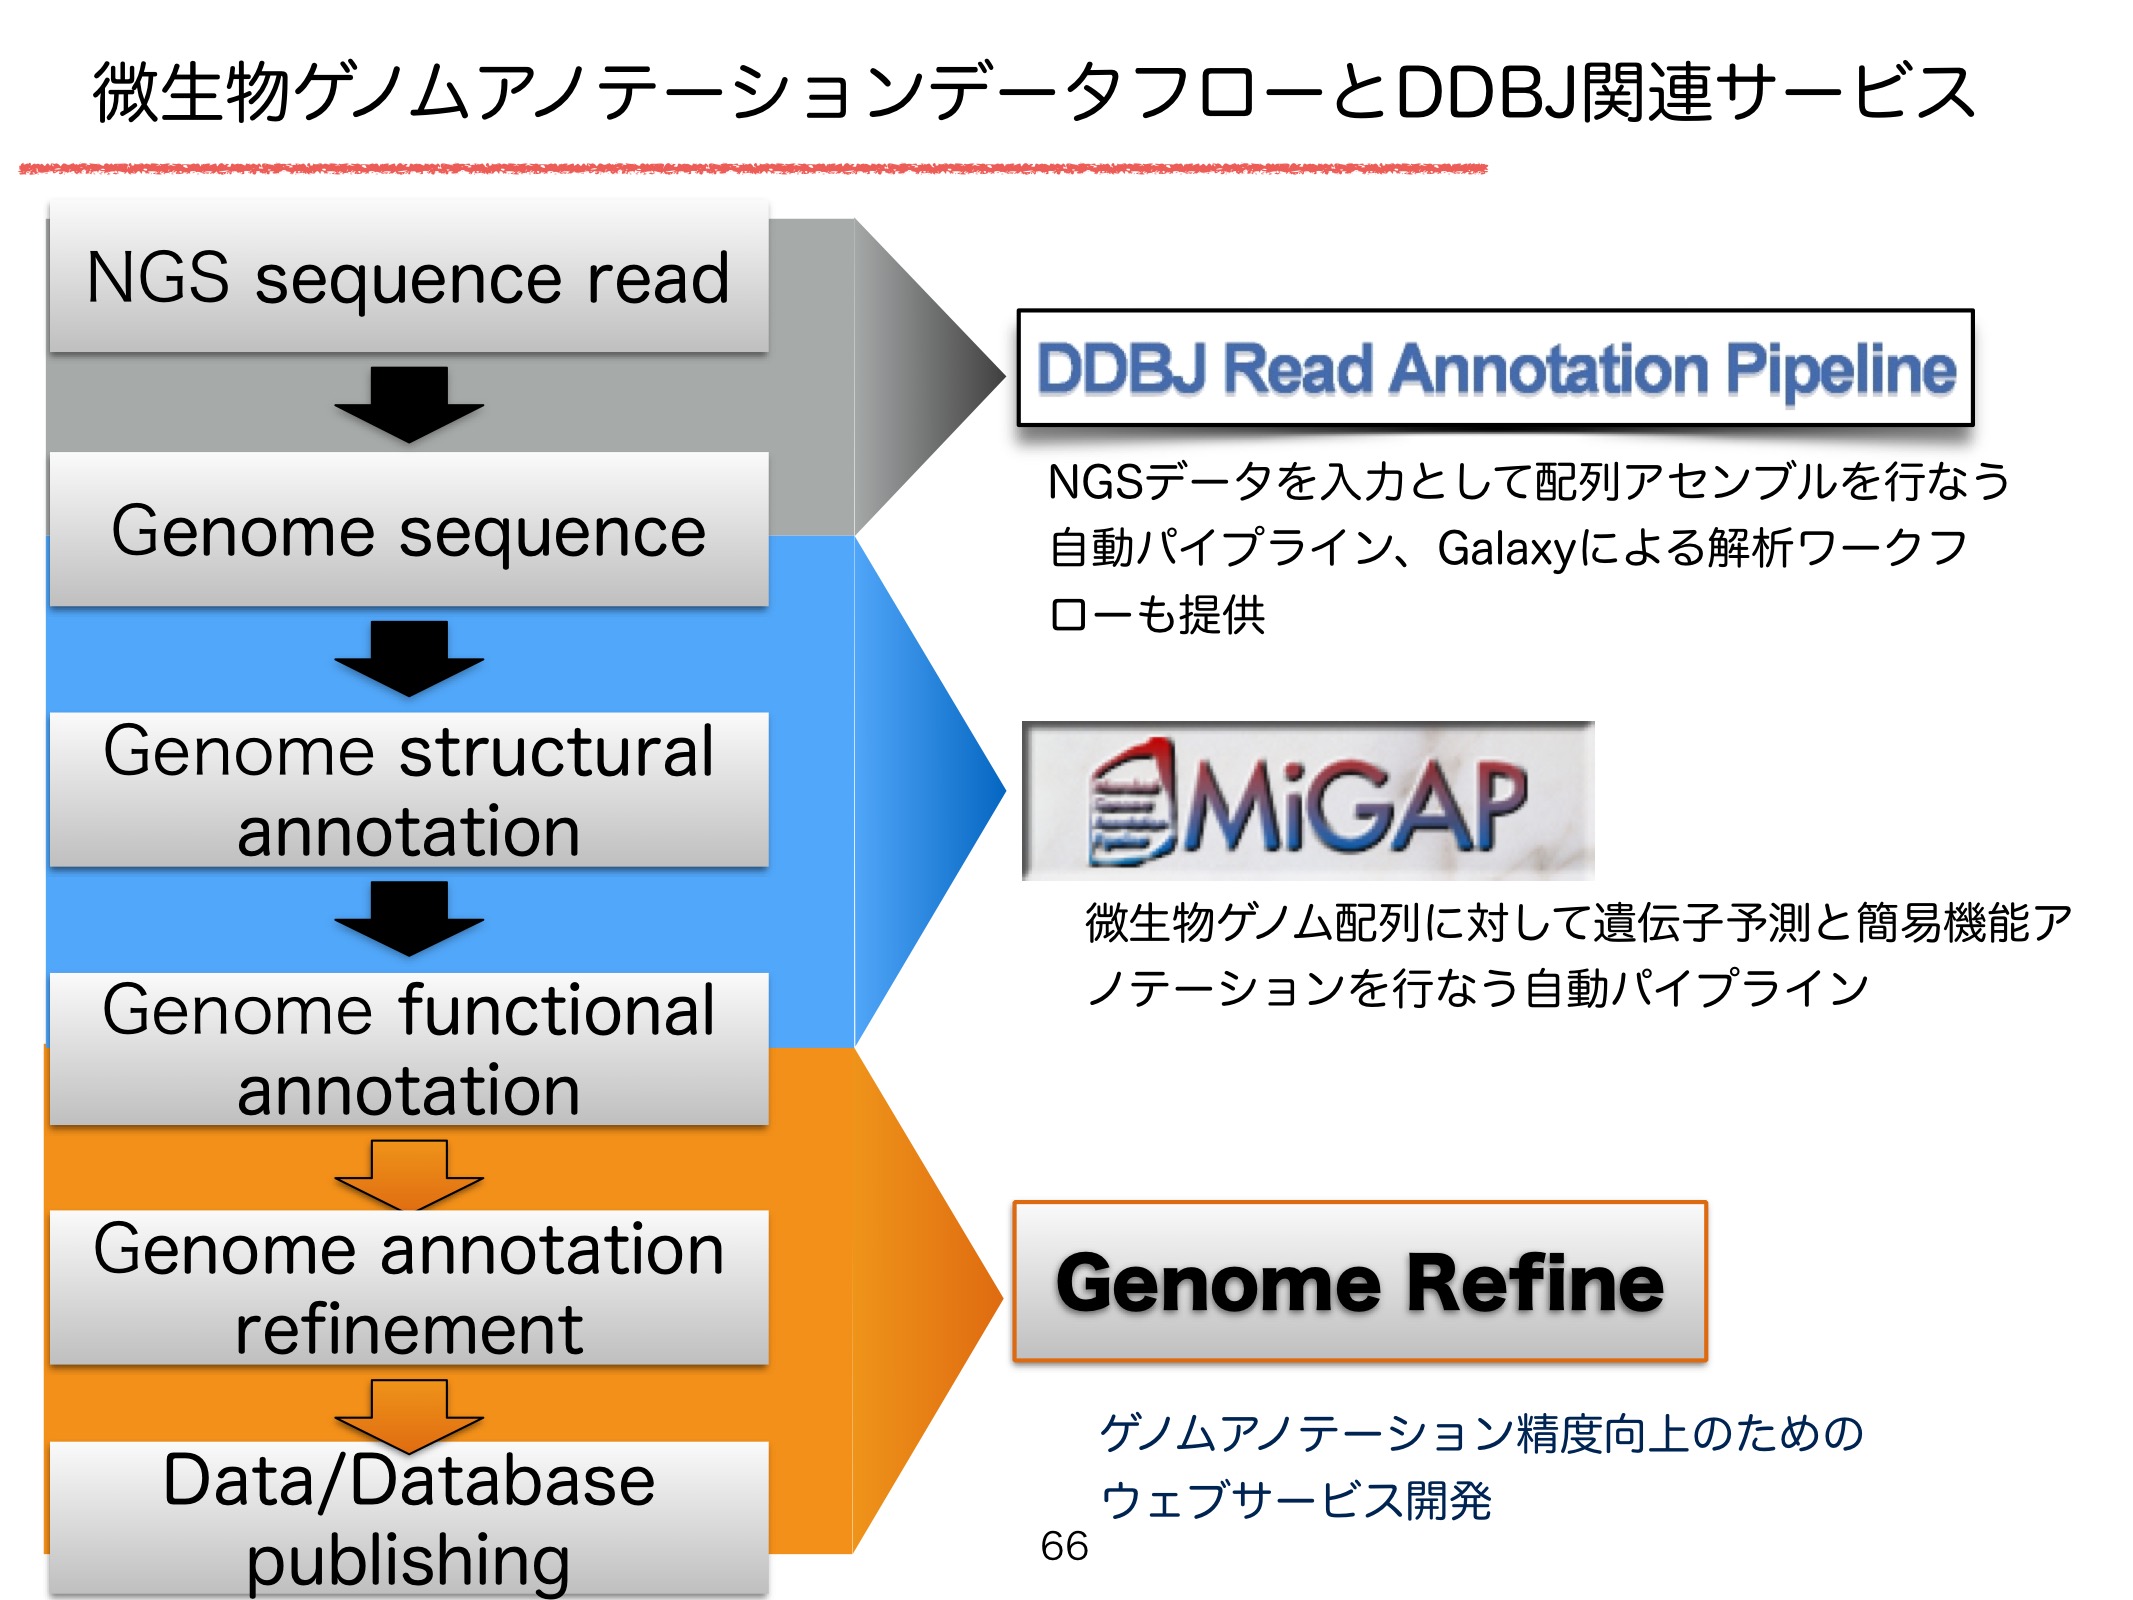 微生物ゲノムアノテーションデータフローとDDBJ関連サービス
NGS sequence read
Genome sequence
Genome structural
annotation
Genome functional
annotation
Genome annotation
refinement
Data/Database
publishing
DDBJ Read Annotation Pipeline
NGSデータを入力として配列アセンブルを行なう
自動パイプライン、Galaxyによる解析ワークフ
ローも提供
MiGAP
微生物ゲノム配列に対して遺伝子予測と簡易機能ア
ノテーションを行なう自動パイプライン
Genome Refine
ゲノムアノテーション精度向上のための
ウェブサービス開発
66